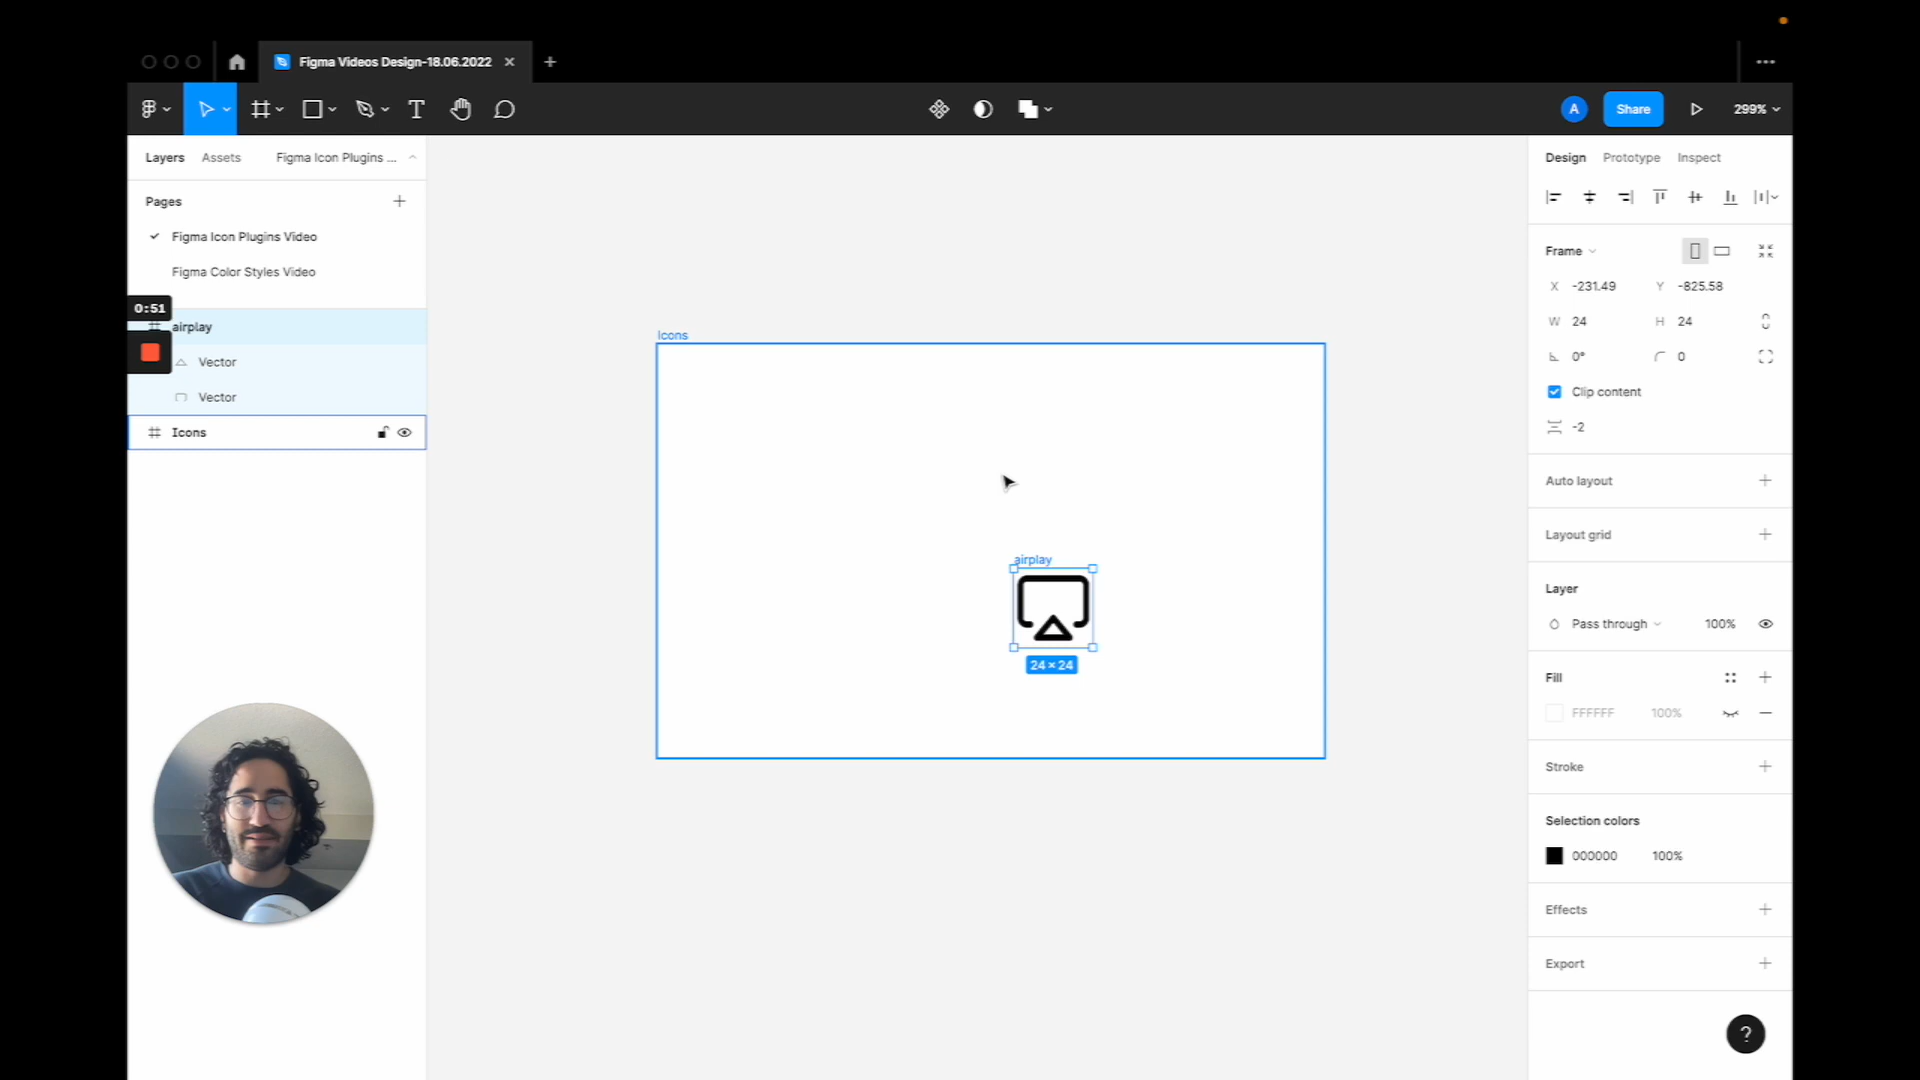 Figma Videos Design-18.06.2022
A
Share
299%
Layers
Assets
Figma Icon Plugins ...
Pages
Figma Icon Plugins Video
Figma Color Styles Video
0:51
airplay
Vector
Vector
Icons
Icons
airplay
24 × 24
Design
Prototype
Inspect
Frame
X -231.49
Y -825.58
W 24
H 24
0°
0
Clip content
-2
Auto layout
Layout grid
Layer
Pass through
100%
Fill
FFFFFF
100%
Stroke
Selection colors
000000
100%
Effects
Export
?